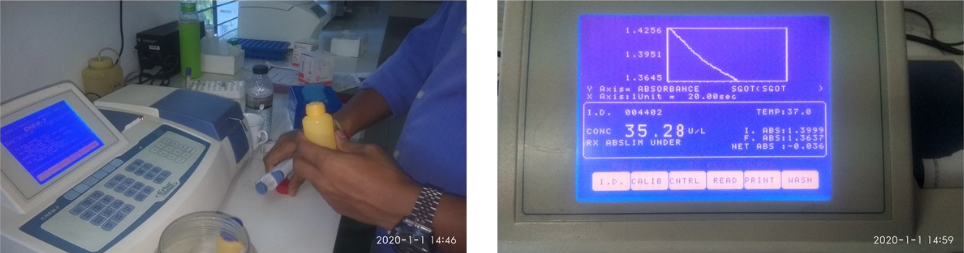 2020-1-1 14:46
1.4256
1.3951
1.3645
Y Axis= ABSORBANCE SGOT<SGOT >
X Axis:1Unit = 20.00sec
I.D. 004402 TEMP:37.0
CONC 35.28 U/L I. ABS:1.3999
F. ABS:1.3637
RX ABSLIM UNDER
NET ABS :-0.036
I.D. CALIB CNTRL READ PRINT WASH
2020-1-1 14:59